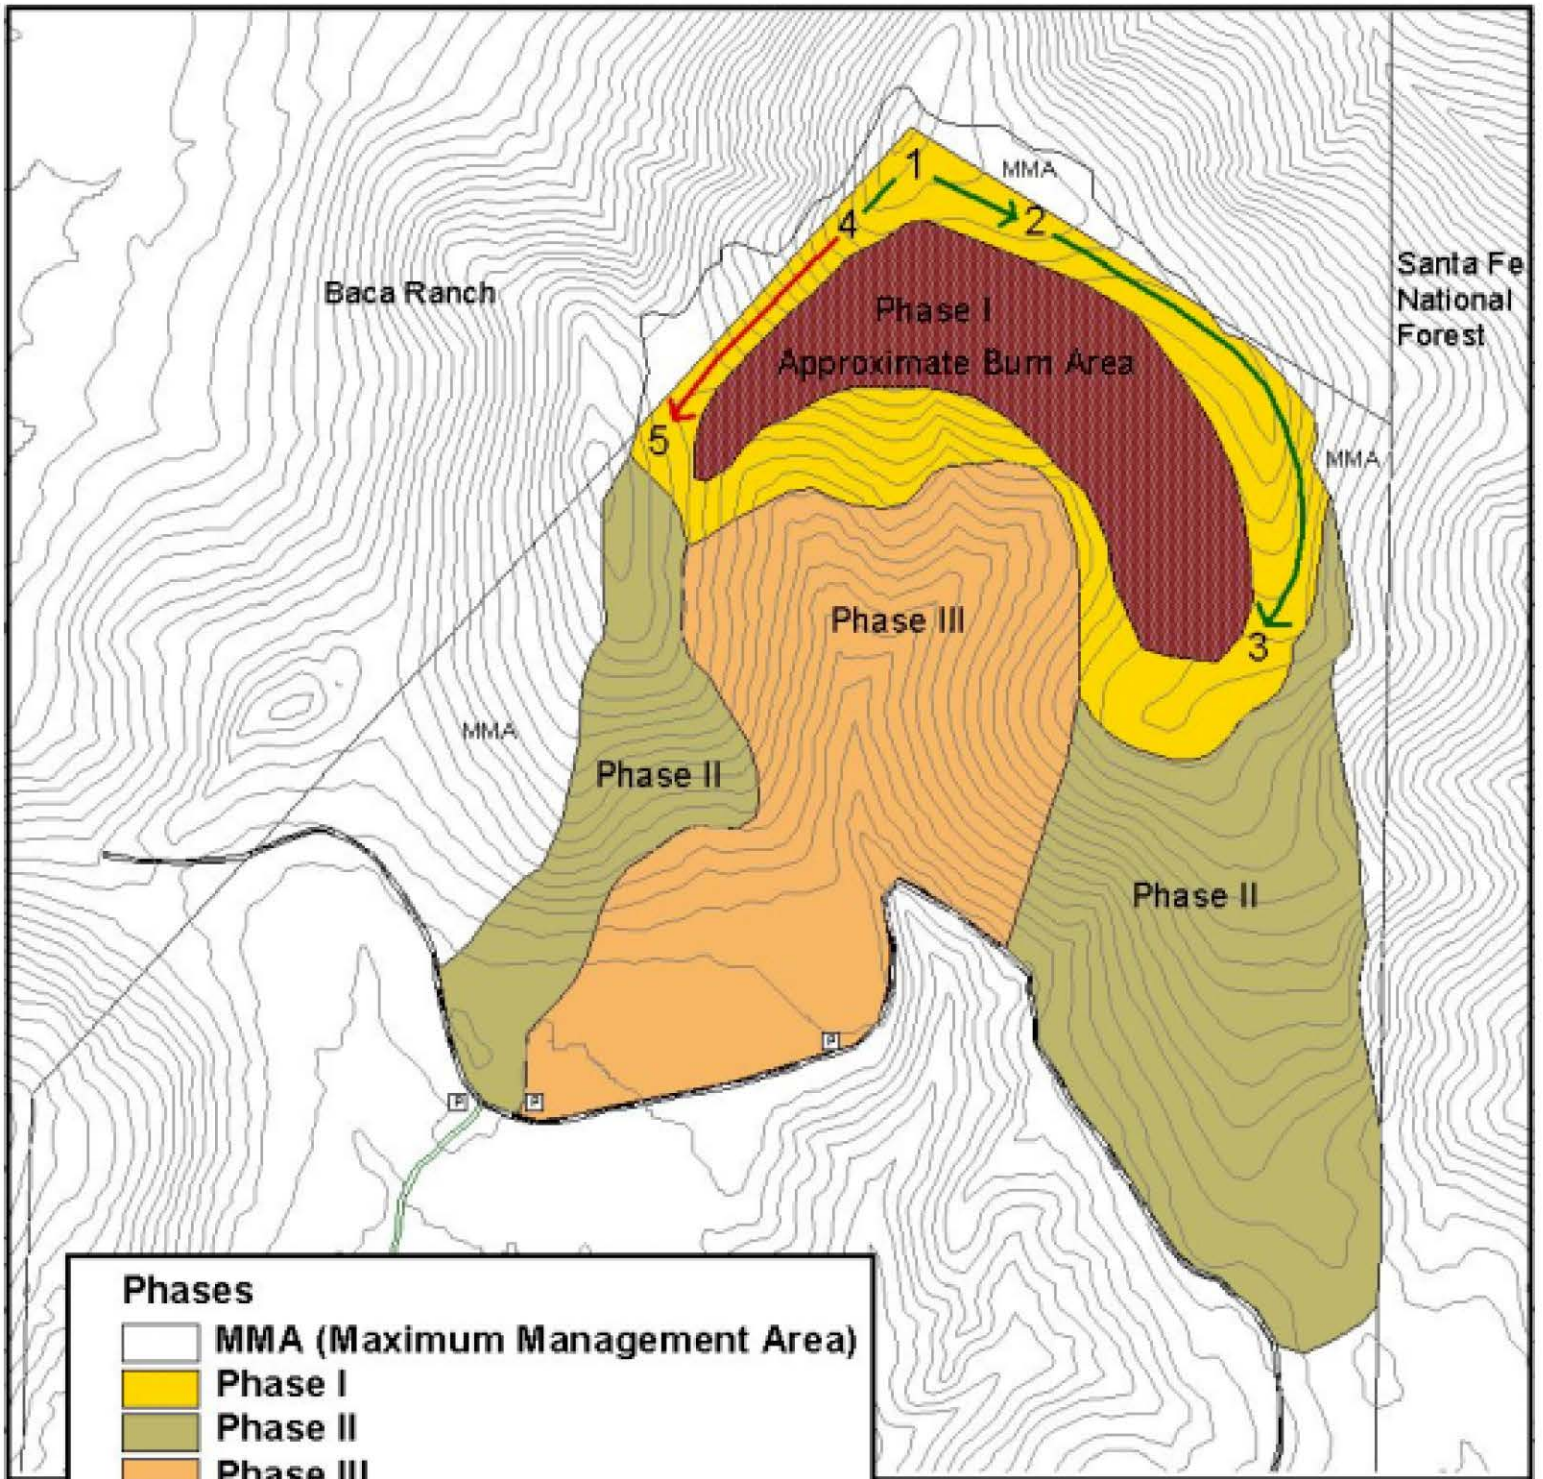 1
MMA
2
4
Baca Ranch
Santa Fe
National
Forest
Phase I
Approximate Burn Area
5
MMA
Phase III
3
MMA
Phase II
Phase II
P
P
P
Phases
MMA (Maximum Management Area)
Phase I
Phase II
Phase III